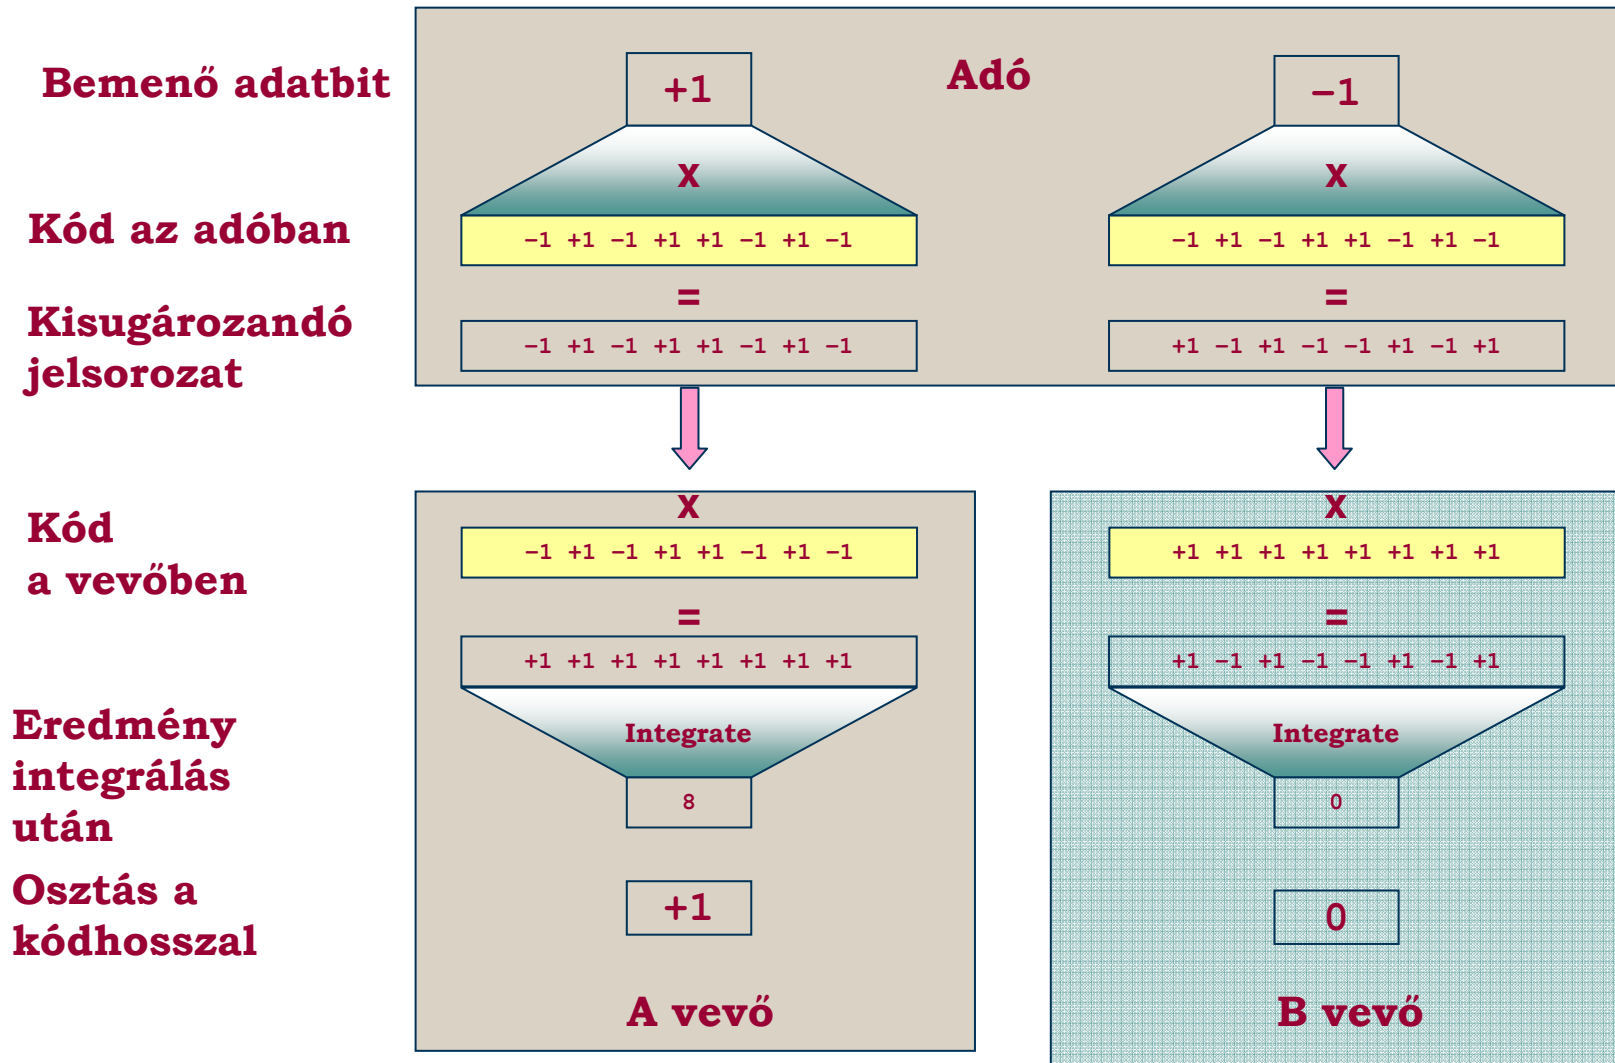 Bemenő adatbit
+1
Adó
−1
x
x
Kód az adóban
−1 +1 −1 +1 +1 −1 +1 −1
−1 +1 −1 +1 +1 −1 +1 −1
=
=
Kisugározandó
jelsorozat
−1 +1 −1 +1 +1 −1 +1 −1
+1 −1 +1 −1 −1 +1 −1 +1
x
x
Kód
a vevőben
−1 +1 −1 +1 +1 −1 +1 −1
+1 +1 +1 +1 +1 +1 +1 +1
=
=
+1 +1 +1 +1 +1 +1 +1 +1
+1 −1 +1 −1 −1 +1 −1 +1
Eredmény
integrálás
után
Integrate
Integrate
8
0
Osztás a
kódhosszal
+1
0
A vevő
B vevő